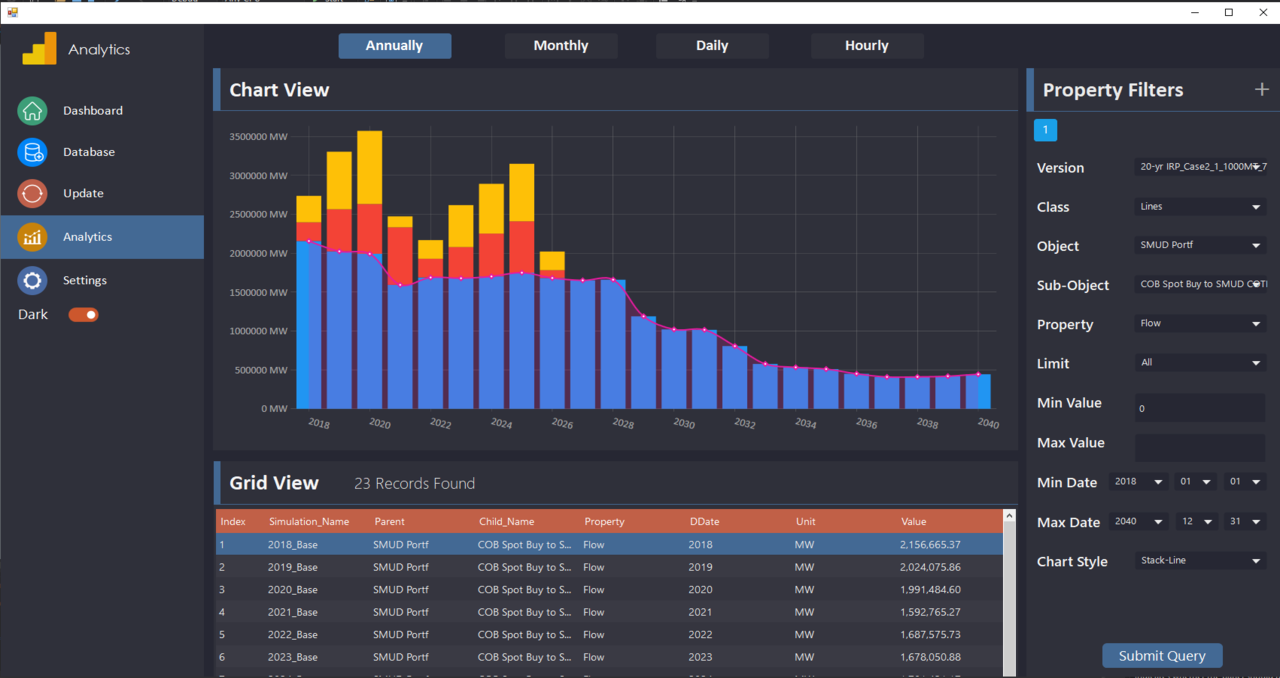 Analytics
Annually
Monthly
Daily
Hourly
Dashboard
Database
Update
Analytics
Settings
Dark
Chart View
3500000 MW
3000000 MW
2500000 MW
2000000 MW
1500000 MW
1000000 MW
500000 MW
0 MW
2018 2020 2022 2024 2026 2028 2030 2032 2034 2036 2038 2040
Grid View 23 Records Found
Index Simulation_Name Parent Child_Name Property DDate Unit Value
1 2018_Base SMUD Portf COB Spot Buy to S... Flow 2018 MW 2,156,665.37
2 2019_Base SMUD Portf COB Spot Buy to S... Flow 2019 MW 2,024,075.86
3 2020_Base SMUD Portf COB Spot Buy to S... Flow 2020 MW 1,991,484.60
4 2021_Base SMUD Portf COB Spot Buy to S... Flow 2021 MW 1,592,765.27
5 2022_Base SMUD Portf COB Spot Buy to S... Flow 2022 MW 1,687,575.73
6 2023_Base SMUD Portf COB Spot Buy to S... Flow 2023 MW 1,678,050.88
Property Filters
1
Version 20-yr IRP_Case2_1_1000M
Class Lines
Object SMUD Portf
Sub-Object COB Spot Buy to SMUD
Property Flow
Limit All
Min Value 0
Max Value
Min Date 2018 01 01
Max Date 2040 12 31
Chart Style Stack-Line
Submit Query